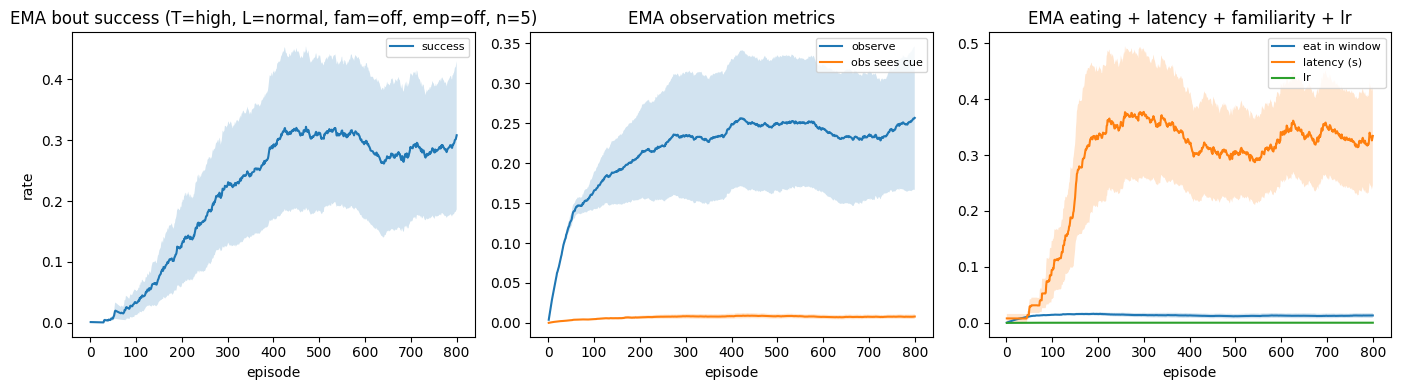 EMA bout success (T=high, L=normal, fam=off, emp=off, n=5)
success
rate
0.4
0.3
0.2
0.1
0.0
0 100 200 300 400 500 600 700 800
episode
EMA observation metrics
observe
obs sees cue
0.35
0.30
0.25
0.20
0.15
0.10
0.05
0.00
0 100 200 300 400 500 600 700 800
episode
EMA eating + latency + familiarity + lr
eat in window
latency (s)
lr
0.5
0.4
0.3
0.2
0.1
0.0
0 100 200 300 400 500 600 700 800
episode